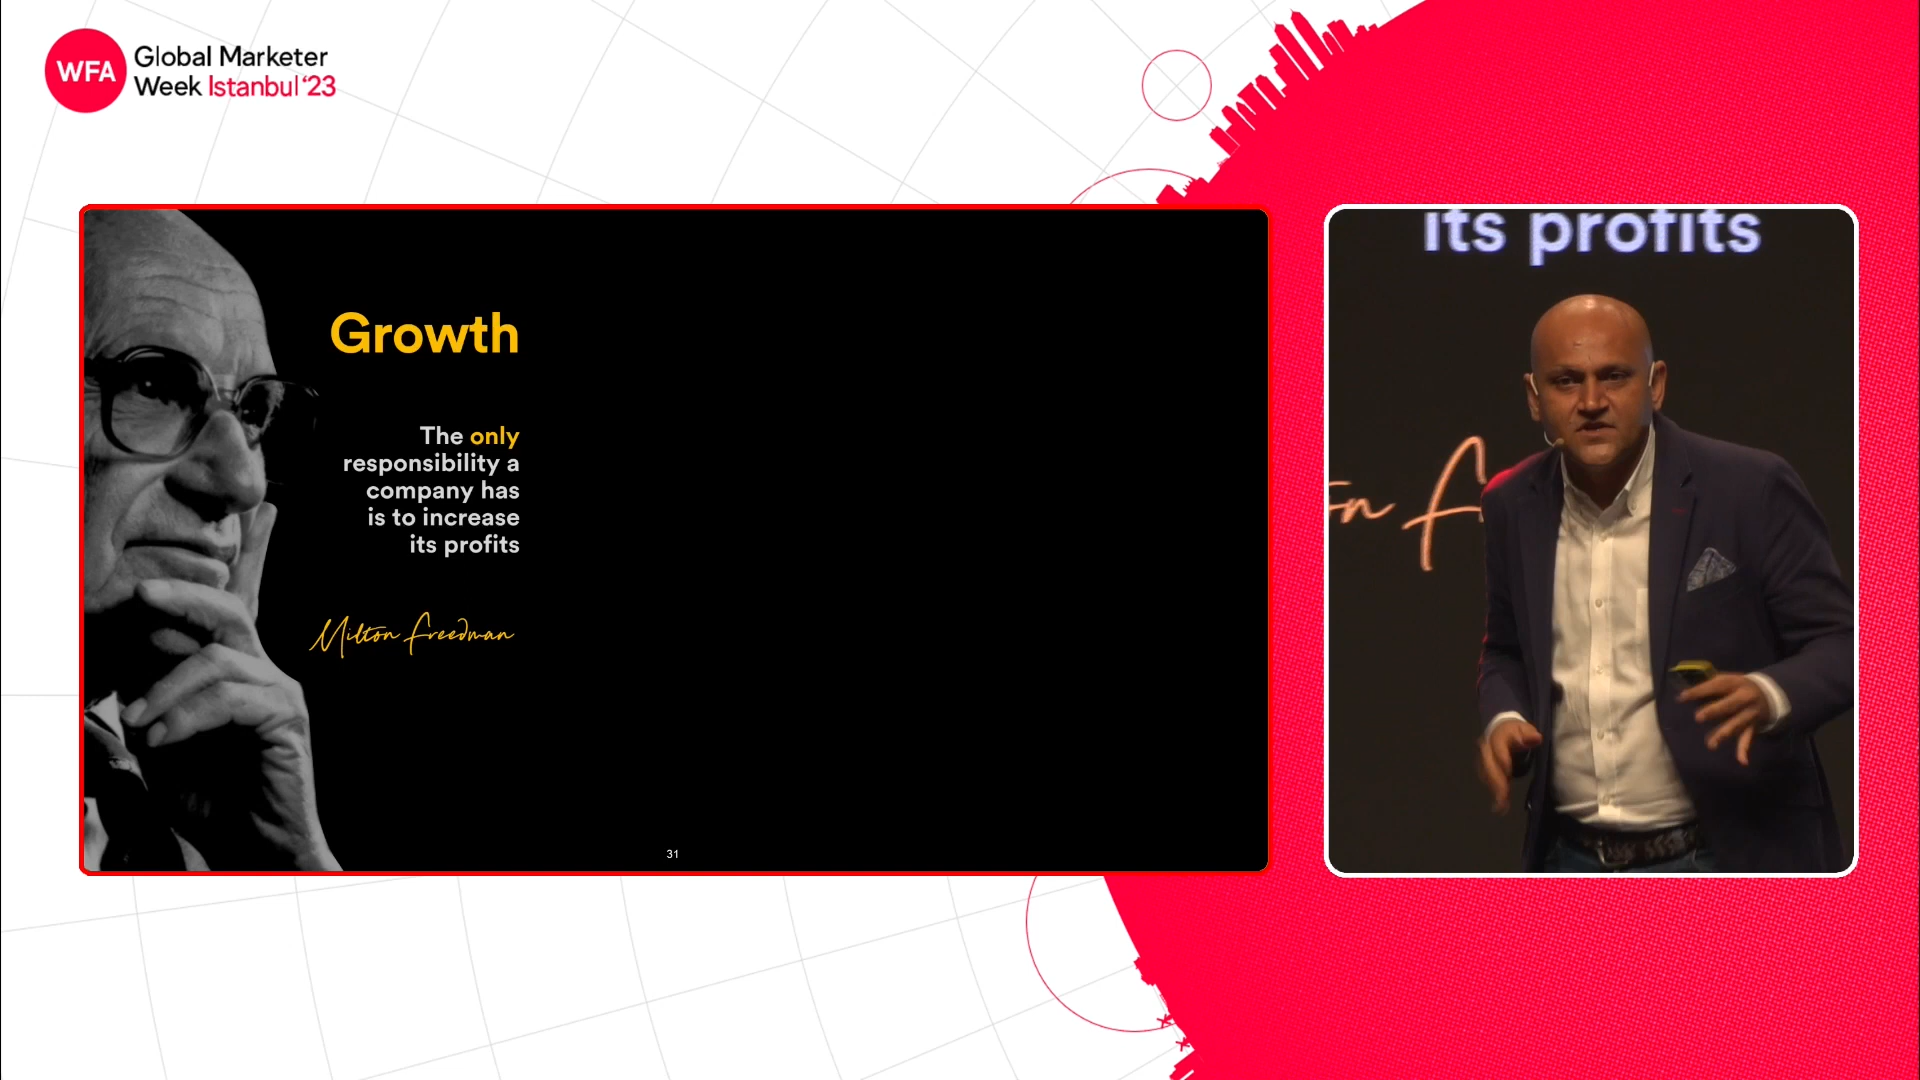 WFA
Global Marketer
Week Istanbul '23
Growth
The only
responsibility a
company has
is to increase
its profits
Milton Freedman
31
its profits
on F